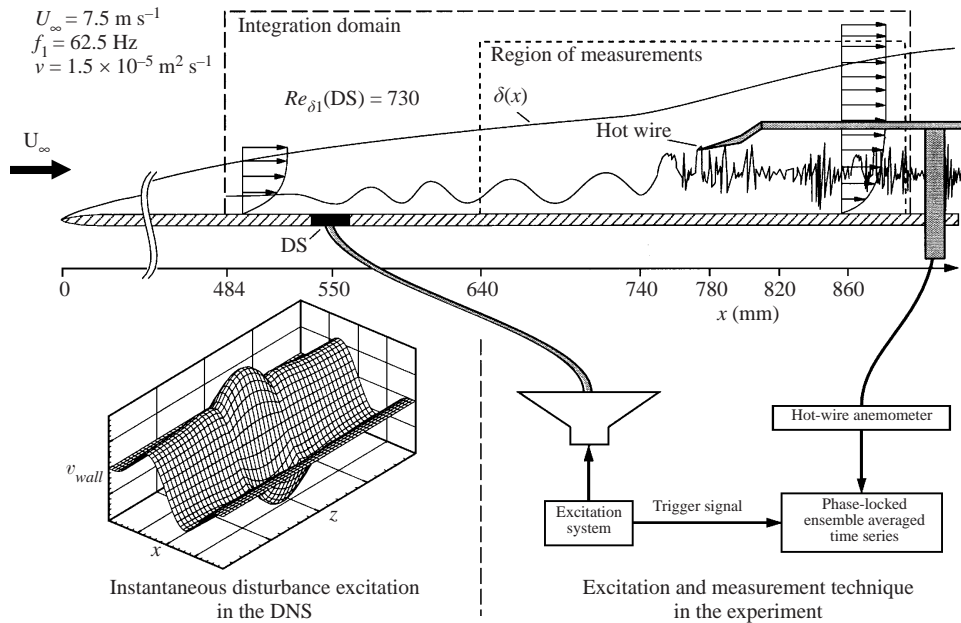 U∞ = 7.5 m s–1
f1 = 62.5 Hz
ν = 1.5 × 10–5 m2 s–1
Integration domain
Region of measurements
Reδ1(DS) = 730
δ(x)
Hot wire
U∞
DS
0 484 550 640 740 780 820 860
x (mm)
vwall
x
z
Hot-wire anemometer
Excitation
system
Trigger signal
Phase-locked
ensemble averaged
time series
Instantaneous disturbance excitation
in the DNS
Excitation and measurement technique
in the experiment